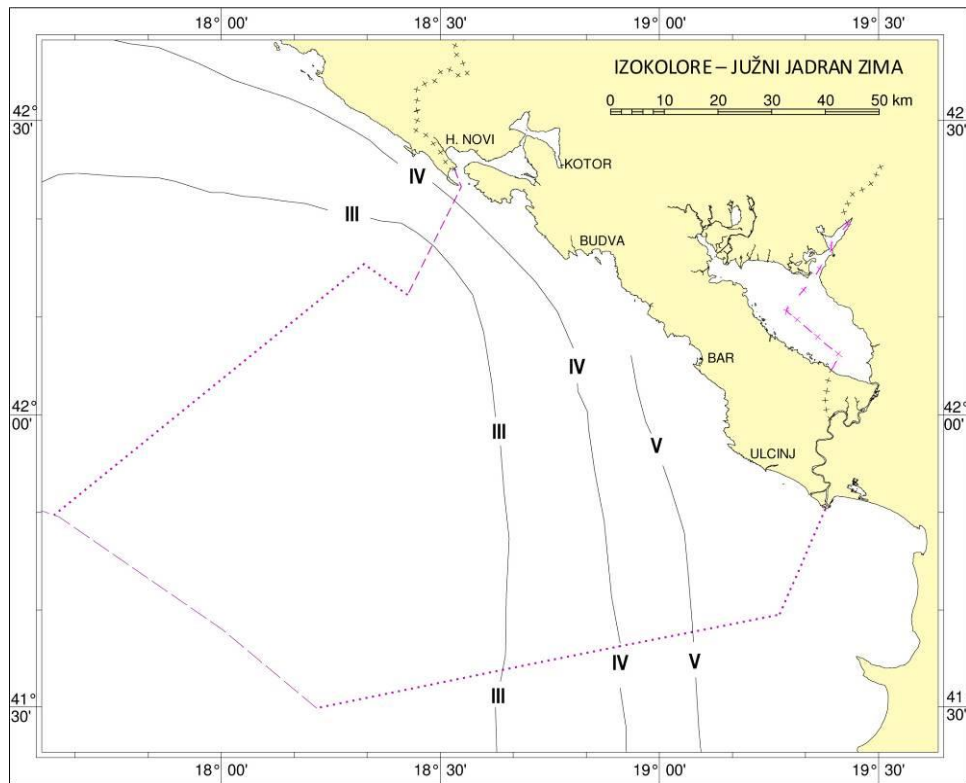 18° 00' 18° 30' 19° 00' 19° 30'
IZOKOLORE – JUŽNI JADRAN ZIMA
0 10 20 30 40 50 km
42° 30' 42° 30'
H. NOVI
KOTOR
IV
III
BUDVA
BAR
IV
42° 00' 42° 00'
III
V
ULCINJ
IV
V
III
41° 30' 41° 30'
18° 00' 18° 30' 19° 00' 19° 30'